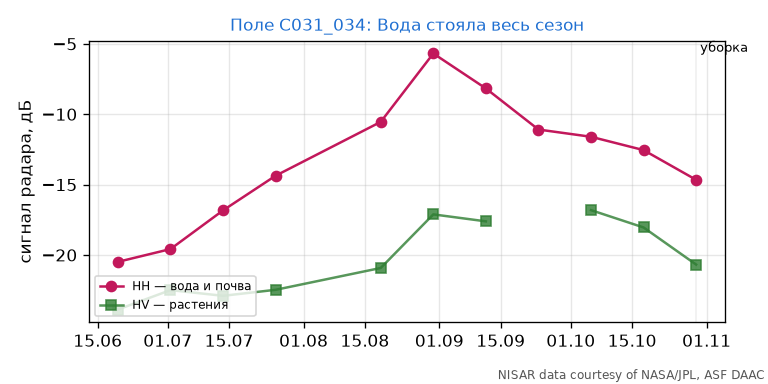 Поле C031_034: Вода стояла весь сезон
уборка
сигнал радара, дБ
−5
−10
−15
−20
HH — вода и почва
HV — растения
15.06 01.07 15.07 01.08 15.08 01.09 15.09 01.10 15.10 01.11
NISAR data courtesy of NASA/JPL, ASF DAAC